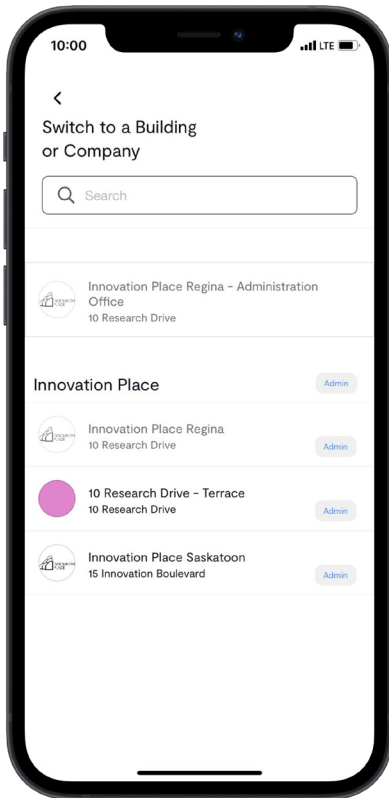 10:00
LTE
Switch to a Building
or Company
Search
Innovation Place Regina - Administration
Office
10 Research Drive
Innovation Place
Admin
Innovation Place Regina
10 Research Drive
Admin
10 Research Drive - Terrace
10 Research Drive
Admin
Innovation Place Saskatoon
15 Innovation Boulevard
Admin